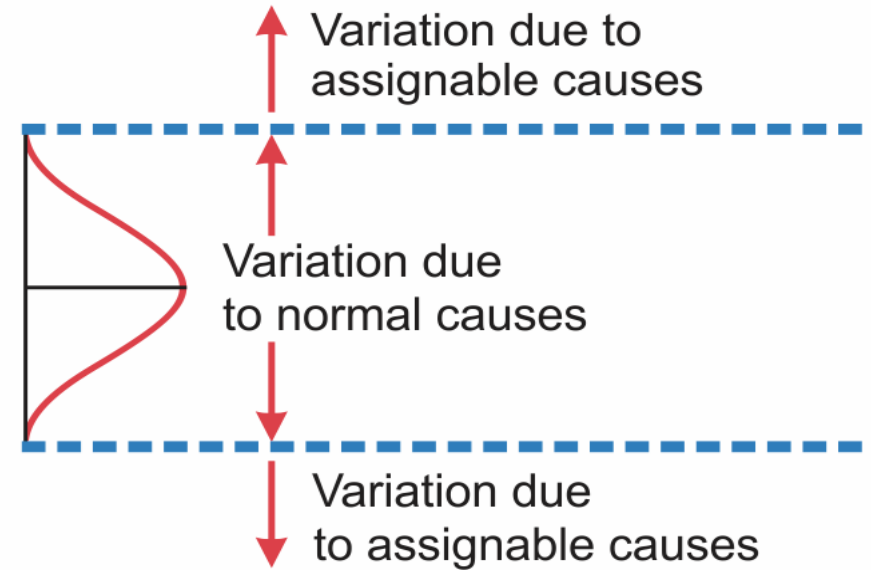 Variation due to
assignable causes
Variation due
to normal causes
Variation due
to assignable causes